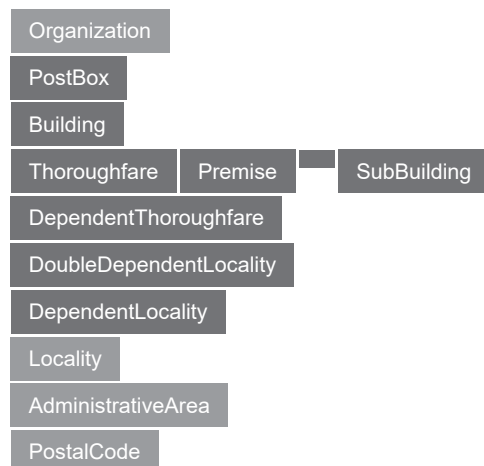 Organization
PostBox
Building
Thoroughfare Premise SubBuilding
DependentThoroughfare
DoubleDependentLocality
DependentLocality
Locality
AdministrativeArea
PostalCode